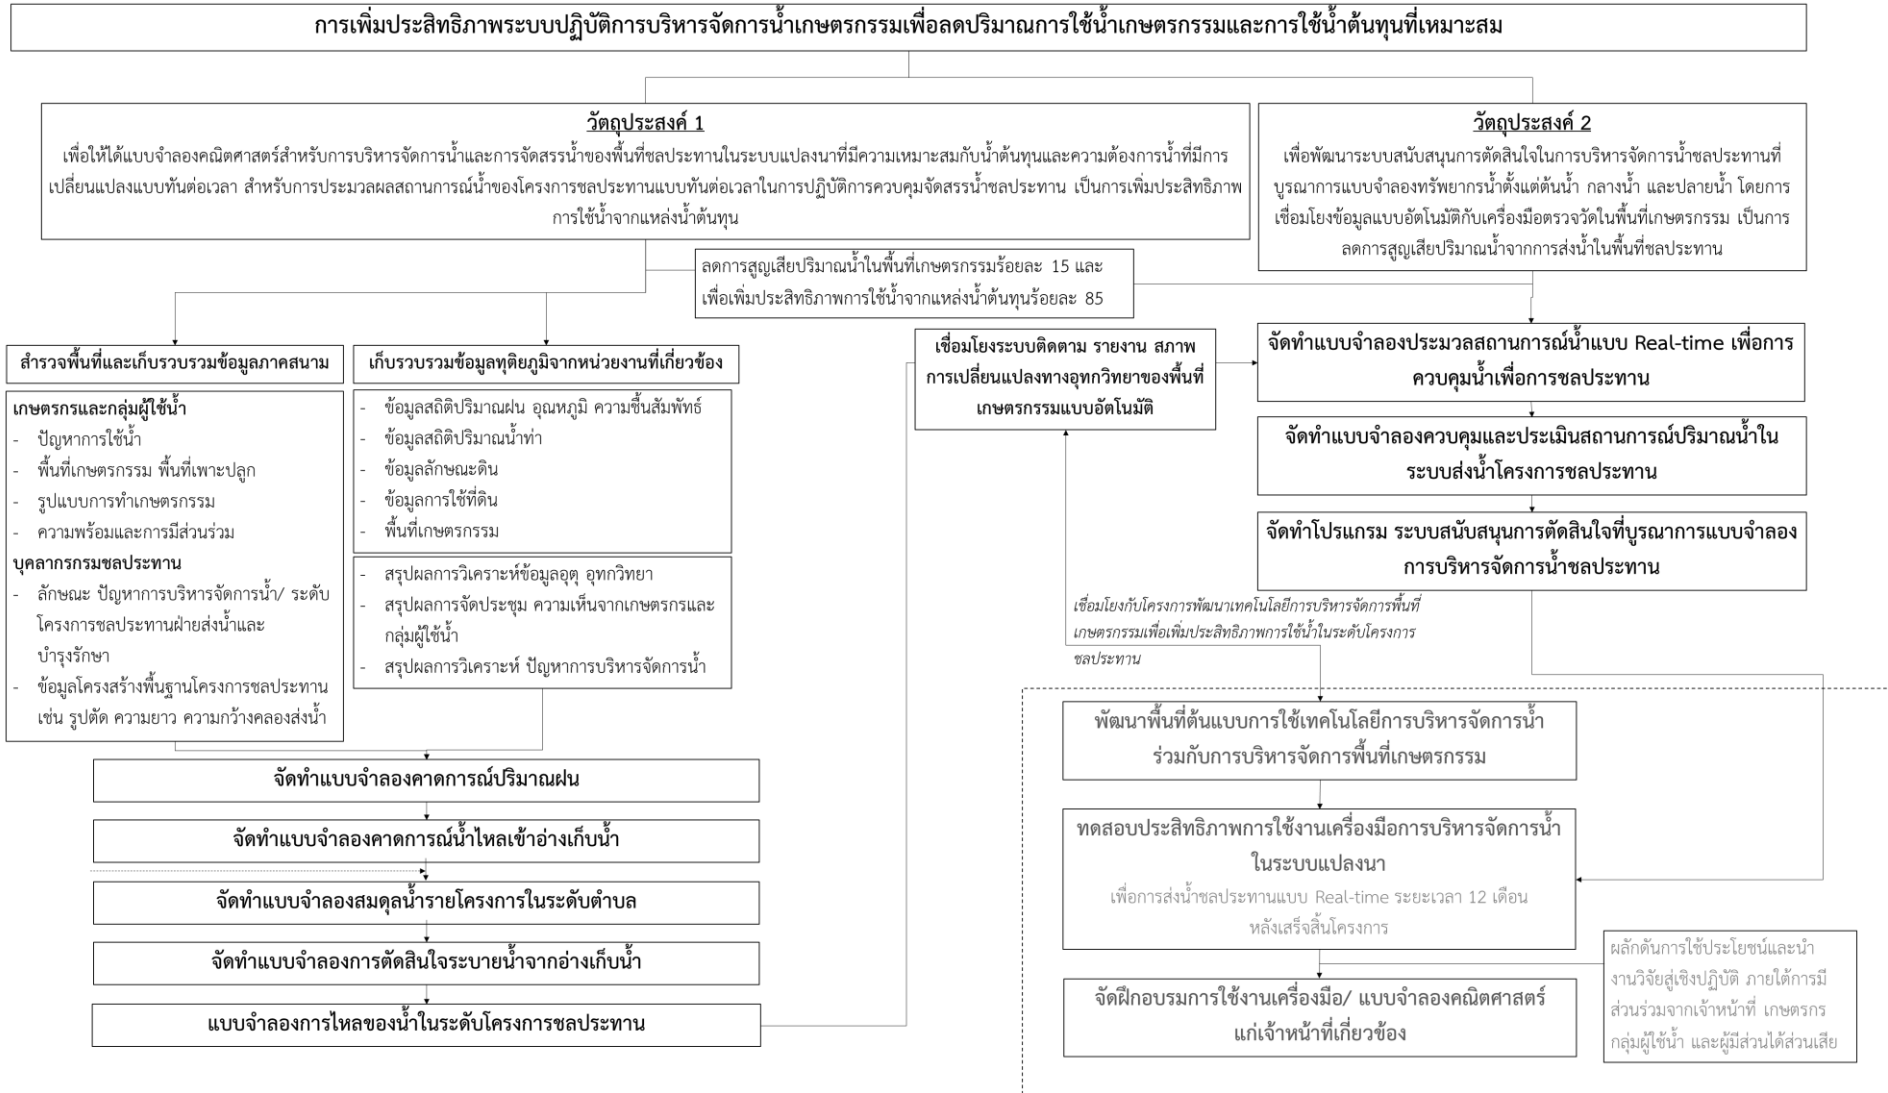 การเพิ่มประสิทธิภาพระบบปฏิบัติการบริหารจัดการน้ำเกษตรกรรมเพื่อลดปริมาณการใช้น้ำเกษตรกรรมและการใช้น้ำต้นทุนที่เหมาะสม
วัตถุประสงค์ 1
เพื่อให้ได้แบบจำลองคณิตศาสตร์สำหรับการบริหารจัดการน้ำและการจัดสรรน้ำของพื้นที่ชลประทานในระบบแปลงนาที่มีความเหมาะสมกับน้ำต้นทุนและความต้องการน้ำที่มีการ
เปลี่ยนแปลงแบบทันต่อเวลา สำหรับการประมวลผลสถานการณ์น้ำของโครงการชลประทานแบบทันต่อเวลาในการปฏิบัติการควบคุมจัดสรรน้ำชลประทาน เป็นการเพิ่มประสิทธิภาพ
การใช้น้ำจากแหล่งน้ำต้นทุน
วัตถุประสงค์ 2
เพื่อพัฒนาระบบสนับสนุนการตัดสินใจในการบริหารจัดการน้ำชลประทานที่
บูรณาการแบบจำลองทรัพยากรน้ำตั้งแต่ต้นน้ำ กลางน้ำ และปลายน้ำ โดยการ
เชื่อมโยงข้อมูลแบบอัตโนมัติกับเครื่องมือตรวจวัดในพื้นที่เกษตรกรรม เป็นการ
ลดการสูญเสียปริมาณน้ำจากการส่งน้ำในพื้นที่ชลประทาน
ลดการสูญเสียปริมาณน้ำในพื้นที่เกษตรกรรมร้อยละ 15 และ
เพื่อเพิ่มประสิทธิภาพการใช้น้ำจากแหล่งน้ำต้นทุนร้อยละ 85
สำรวจพื้นที่และเก็บรวบรวมข้อมูลภาคสนาม
เกษตรกรและกลุ่มผู้ใช้น้ำ
- ปัญหาการใช้น้ำ
- พื้นที่เกษตรกรรม พื้นที่เพาะปลูก
- รูปแบบการทำเกษตรกรรม
- ความพร้อมและการมีส่วนร่วม
บุคลากรกรมชลประทาน
- ลักษณะ ปัญหาการบริหารจัดการน้ำ/ ระดับ
โครงการชลประทานฝ่ายส่งน้ำและ
บำรุงรักษา
- ข้อมูลโครงสร้างพื้นฐานโครงการชลประทาน
เช่น รูปตัด ความยาว ความกว้างคลองส่งน้ำ
เก็บรวบรวมข้อมูลทุติยภูมิจากหน่วยงานที่เกี่ยวข้อง
- ข้อมูลสถิติปริมาณฝน อุณหภูมิ ความชื้นสัมพัทธ์
- ข้อมูลสถิติปริมาณน้ำท่า
- ข้อมูลลักษณะดิน
- ข้อมูลการใช้ที่ดิน
- พื้นที่เกษตรกรรม
- สรุปผลการวิเคราะห์ข้อมูลอุตุ อุทกวิทยา
- สรุปผลการจัดประชุม ความเห็นจากเกษตรกรและ
กลุ่มผู้ใช้น้ำ
- สรุปผลการวิเคราะห์ ปัญหาการบริหารจัดการน้ำ
จัดทำแบบจำลองคาดการณ์ปริมาณฝน
จัดทำแบบจำลองคาดการณ์น้ำไหลเข้าอ่างเก็บน้ำ
จัดทำแบบจำลองสมดุลน้ำรายโครงการในระดับตำบล
จัดทำแบบจำลองการตัดสินใจระบายน้ำจากอ่างเก็บน้ำ
แบบจำลองการไหลของน้ำในระดับโครงการชลประทาน
เชื่อมโยงระบบติดตาม รายงาน สภาพ
การเปลี่ยนแปลงทางอุทกวิทยาของพื้นที่
เกษตรกรรมแบบอัตโนมัติ
จัดทำแบบจำลองประมวลสถานการณ์น้ำแบบ Real-time เพื่อการ
ควบคุมน้ำเพื่อการชลประทาน
จัดทำแบบจำลองควบคุมและประเมินสถานการณ์ปริมาณน้ำใน
ระบบส่งน้ำโครงการชลประทาน
จัดทำโปรแกรม ระบบสนับสนุนการตัดสินใจที่บูรณาการแบบจำลอง
การบริหารจัดการน้ำชลประทาน
เชื่อมโยงกับโครงการพัฒนาเทคโนโลยีการบริหารจัดการพื้นที่
เกษตรกรรมเพื่อเพิ่มประสิทธิภาพการใช้น้ำในระดับโครงการ
ชลประทาน
พัฒนาพื้นที่ต้นแบบการใช้เทคโนโลยีการบริหารจัดการน้ำ
ร่วมกับการบริหารจัดการพื้นที่เกษตรกรรม
ทดสอบประสิทธิภาพการใช้งานเครื่องมือการบริหารจัดการน้ำ
ในระบบแปลงนา
เพื่อการส่งน้ำชลประทานแบบ Real-time ระยะเวลา 12 เดือน
หลังเสร็จสิ้นโครงการ
จัดฝึกอบรมการใช้งานเครื่องมือ/ แบบจำลองคณิตศาสตร์
แก่เจ้าหน้าที่เกี่ยวข้อง
ผลักดันการใช้ประโยชน์และนำ
งานวิจัยสู่เชิงปฏิบัติ ภายใต้การมี
ส่วนร่วมจากเจ้าหน้าที่ เกษตรกร
กลุ่มผู้ใช้น้ำ และผู้มีส่วนได้ส่วนเสีย